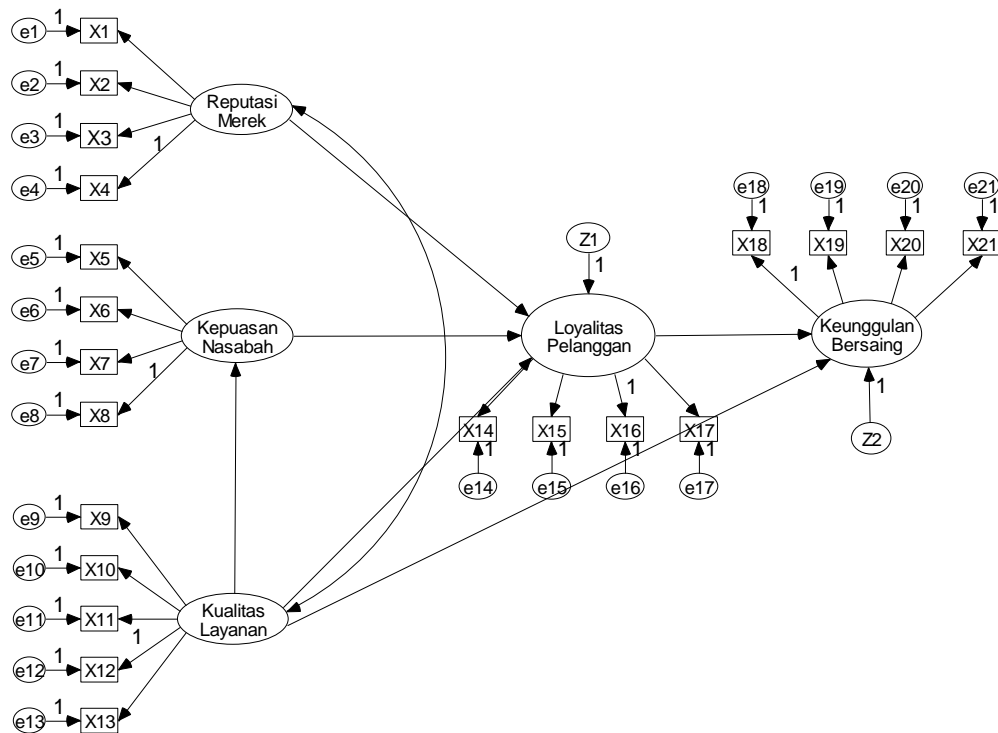 e1
1
X1
e2
1
X2
e3
1
X3
e4
1
X4
1
Reputasi
Merek
e5
1
X5
e6
1
X6
e7
1
X7
e8
1
X8
1
Kepuasan
Nasabah
e9
1
X9
e10
1
X10
e11
1
X11
e12
1
X12
e13
1
X13
1
Kualitas
Layanan
Z1
1
Loyalitas
Pelanggan
1
X14
X15
X16
X17
1
1
1
1
e14
e15
e16
e17
e18
e19
e20
e21
1
1
1
1
X18
X19
X20
X21
1
Keunggulan
Bersaing
1
Z2